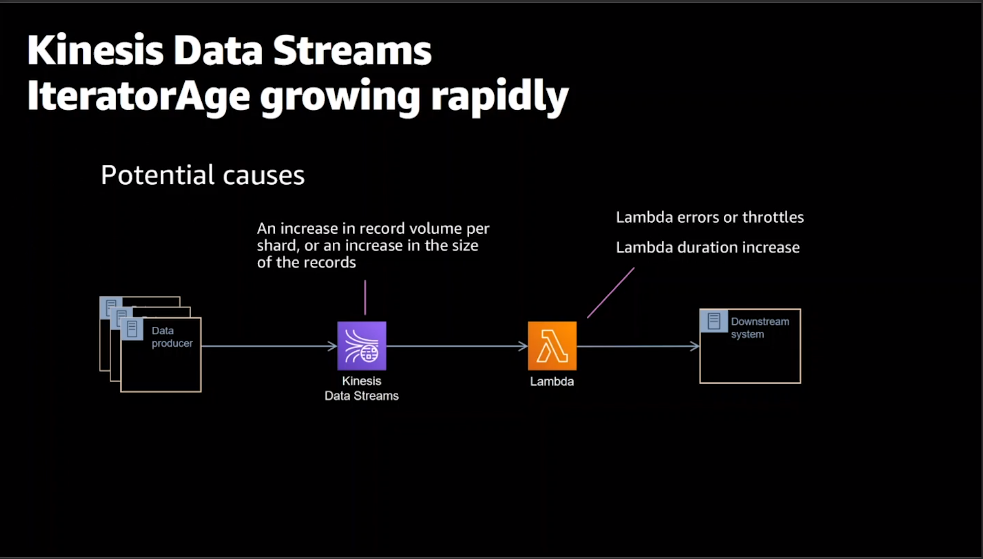 Kinesis Data Streams
IteratorAge growing rapidly
Potential causes
An increase in record volume per
shard, or an increase in the size
of the records
Lambda errors or throttles
Lambda duration increase
Data
producer
Kinesis
Data Streams
Lambda
Downstream
system